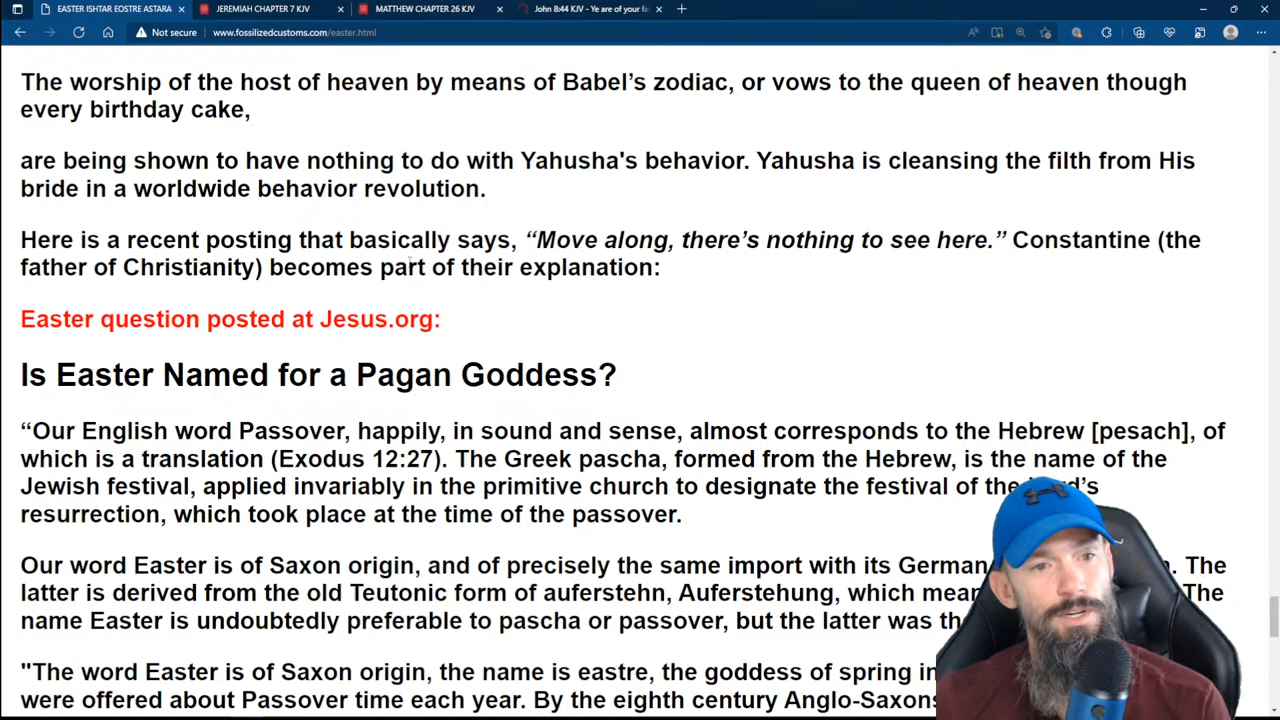 EASTER ISHTAR EOSTRE ASTARA
JEREMIAH CHAPTER 7 KJV
MATTHEW CHAPTER 26 KJV
John 8:44 KJV - Ye are of your fa
Not secure
www.fossilizedcustoms.com/easter.html
The worship of the host of heaven by means of Babel’s zodiac, or vows to the queen of heaven though
every birthday cake,
are being shown to have nothing to do with Yahusha's behavior. Yahusha is cleansing the filth from His
bride in a worldwide behavior revolution.
Here is a recent posting that basically says, “Move along, there’s nothing to see here.” Constantine (the
father of Christianity) becomes part of their explanation:
Easter question posted at Jesus.org:
Is Easter Named for a Pagan Goddess?
“Our English word Passover, happily, in sound and sense, almost corresponds to the Hebrew [pesach], of
which is a translation (Exodus 12:27). The Greek pascha, formed from the Hebrew, is the name of the
Jewish festival, applied invariably in the primitive church to designate the festival of the
resurrection, which took place at the time of the passover.
Our word Easter is of Saxon origin, and of precisely the same import with its German The
latter is derived from the old Teutonic form of auferstehn, Auferstehung, which The
name Easter is undoubtedly preferable to pascha or passover, but the latter was
"The word Easter is of Saxon origin, the name is eastre, the goddess of spring in
were offered about Passover time each year. By the eighth century